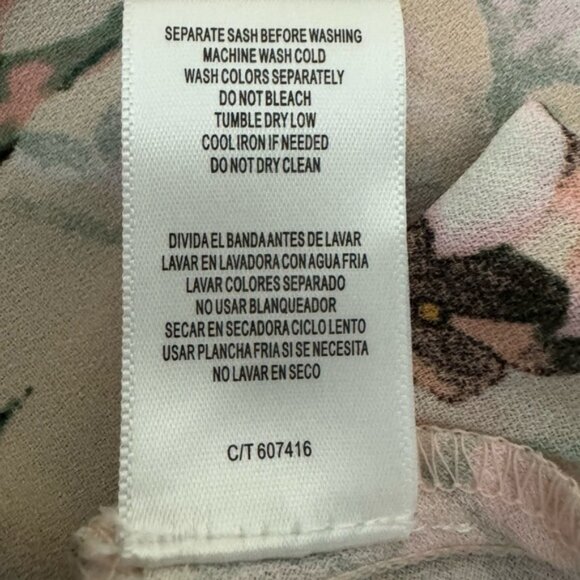 SEPARATE SASH BEFORE WASHING
MACHINE WASH COLD
WASH COLORS SEPARATELY
DO NOT BLEACH
TUMBLE DRY LOW
COOL IRON IF NEEDED
DO NOT DRY CLEAN
DIVIDA EL BANDA ANTES DE LAVAR
LAVAR EN LAVADORA CON AGUA FRIA
LAVAR COLORES SEPARADO
NO USAR BLANQUEADOR
SECAR EN SECADORA CICLO LENTO
USAR PLANCHA FRIA SI SE NECESITA
NO LAVAR EN SECO
C/T 607416